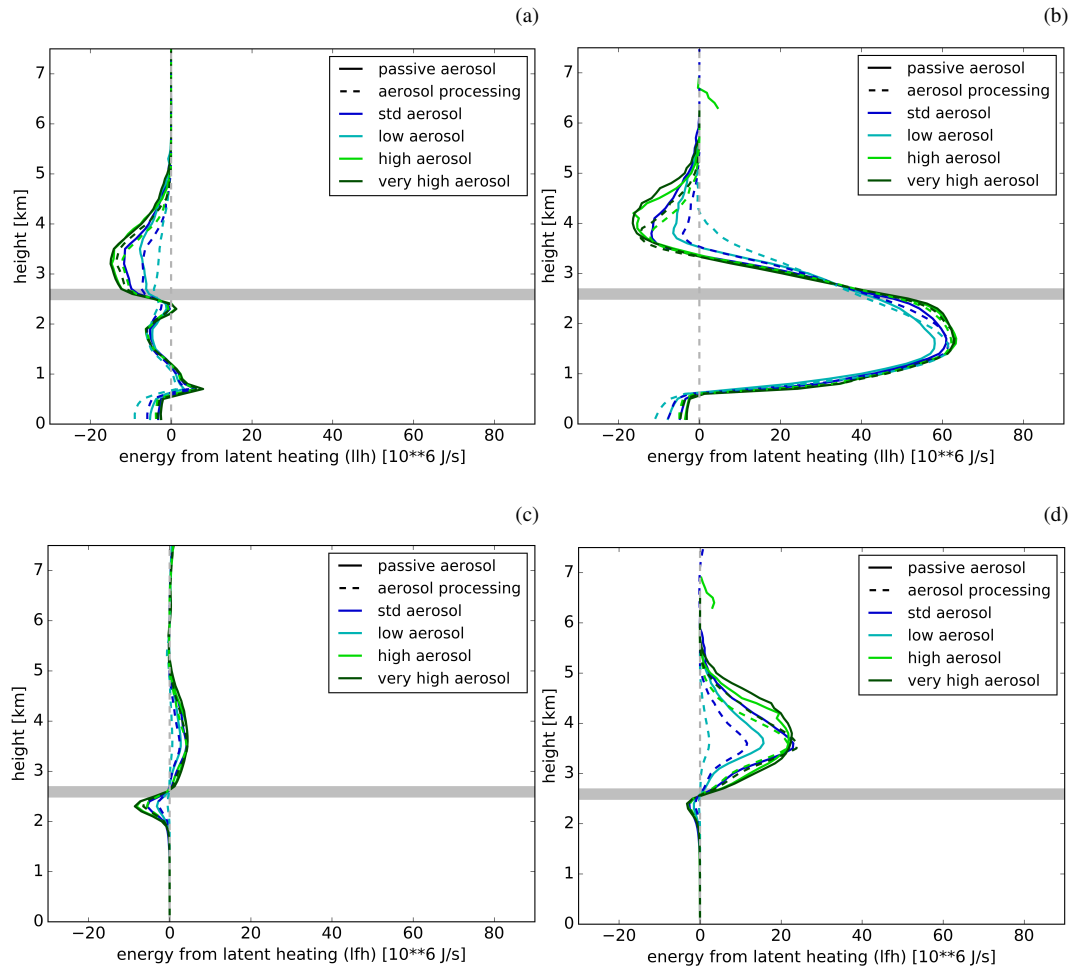 (a)
7
6
5
4
3
2
1
0
height [km]
passive aerosol
aerosol processing
std aerosol
low aerosol
high aerosol
very high aerosol
−20 0 20 40 60 80
energy from latent heating (llh) [10**6 J/s]
(b)
7
6
5
4
3
2
1
0
height [km]
passive aerosol
aerosol processing
std aerosol
low aerosol
high aerosol
very high aerosol
−20 0 20 40 60 80
energy from latent heating (llh) [10**6 J/s]
(c)
7
6
5
4
3
2
1
0
height [km]
passive aerosol
aerosol processing
std aerosol
low aerosol
high aerosol
very high aerosol
−20 0 20 40 60 80
energy from latent heating (lfh) [10**6 J/s]
(d)
7
6
5
4
3
2
1
0
height [km]
passive aerosol
aerosol processing
std aerosol
low aerosol
high aerosol
very high aerosol
−20 0 20 40 60 80
energy from latent heating (lfh) [10**6 J/s]